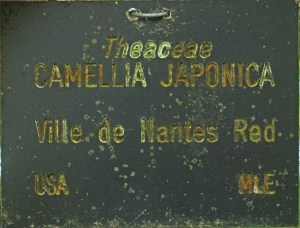 Theaceae
CAMELLIA JAPONICA
Ville de Nantes Red
USA MLE